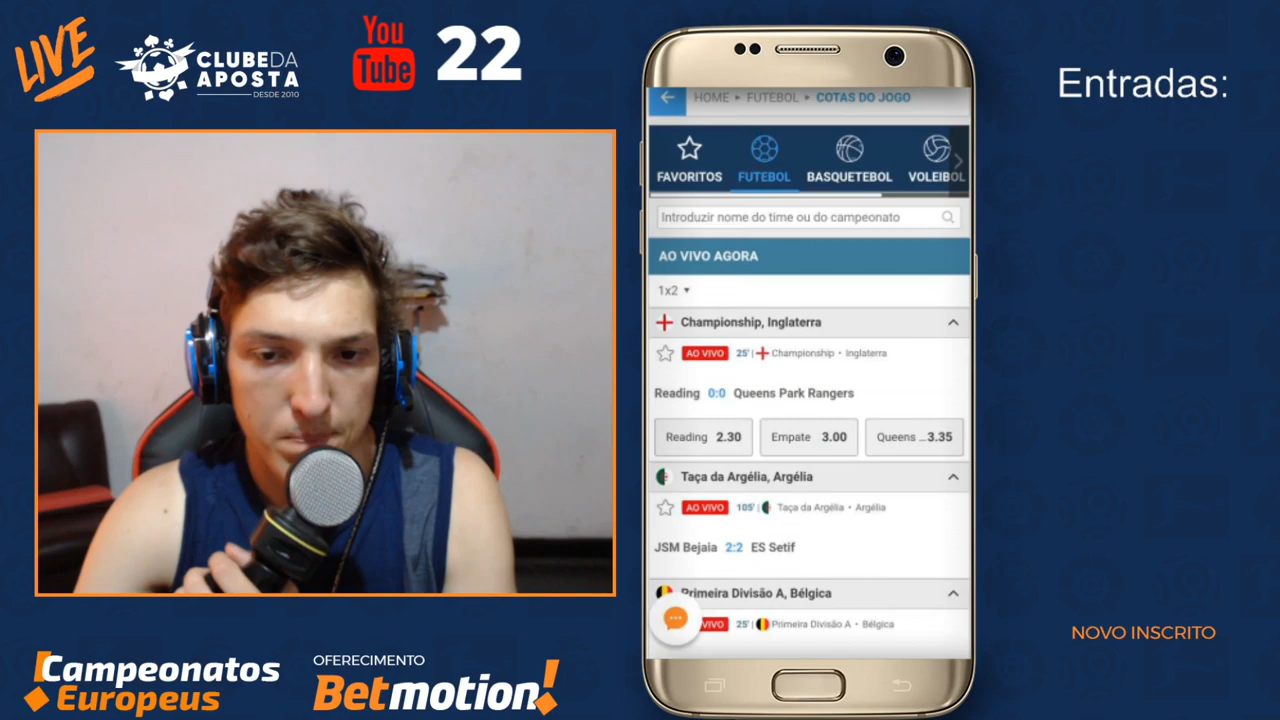 LIVE
CLUBEDA
APOSTA
DESDE 2010
You
Tube
22
Entradas:
HOME ▸ FUTEBOL ▸ COTAS DO JOGO
FAVORITOS FUTEBOL BASQUETEBOL VOLEIBOL
Introduzir nome do time ou do campeonato
AO VIVO AGORA
1x2
Championship, Inglaterra
AO VIVO 25' | Championship • Inglaterra
Reading 0:0 Queens Park Rangers
Reading 2.30 Empate 3.00 Queens ... 3.35
Taça da Argélia, Argélia
AO VIVO 105' | Taça da Argélia • Argélia
JSM Bejaia 2:2 ES Setif
Primeira Divisão A, Bélgica
VIVO 25' | Primeira Divisão A • Bélgica
NOVO INSCRITO
Campeonatos
Europeus
OFERECIMENTO
Betmotion!